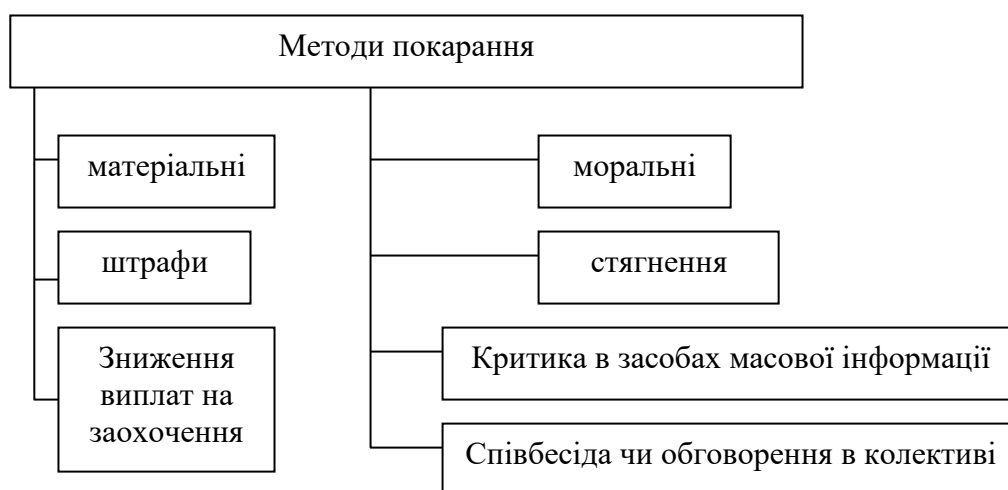 Методи покарання
матеріальні
моральні
штрафи
стягнення
Зниження
виплат на
заохочення
Критика в засобах масової інформації
Співбесіда чи обговорення в колективі